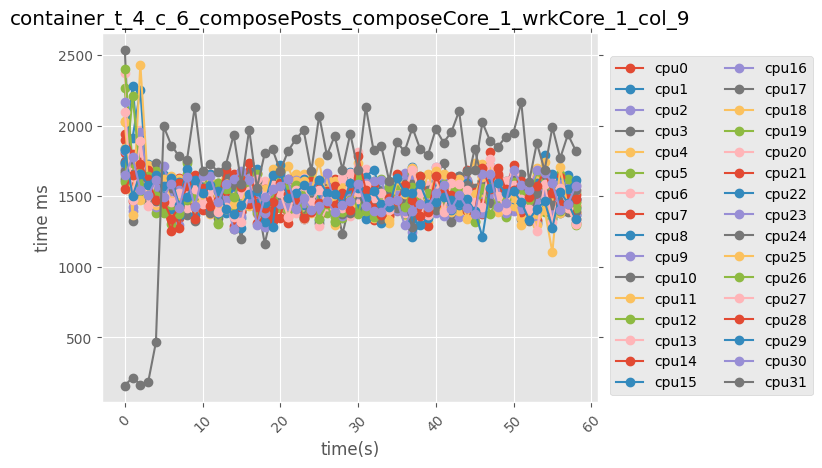 container_t_4_c_6_composePosts_composeCore_1_wrkCore_1_col_9
time ms
2500
2000
1500
1000
500
0
10
20
30
40
50
60
time(s)
cpu0
cpu1
cpu2
cpu3
cpu4
cpu5
cpu6
cpu7
cpu8
cpu9
cpu10
cpu11
cpu12
cpu13
cpu14
cpu15
cpu16
cpu17
cpu18
cpu19
cpu20
cpu21
cpu22
cpu23
cpu24
cpu25
cpu26
cpu27
cpu28
cpu29
cpu30
cpu31